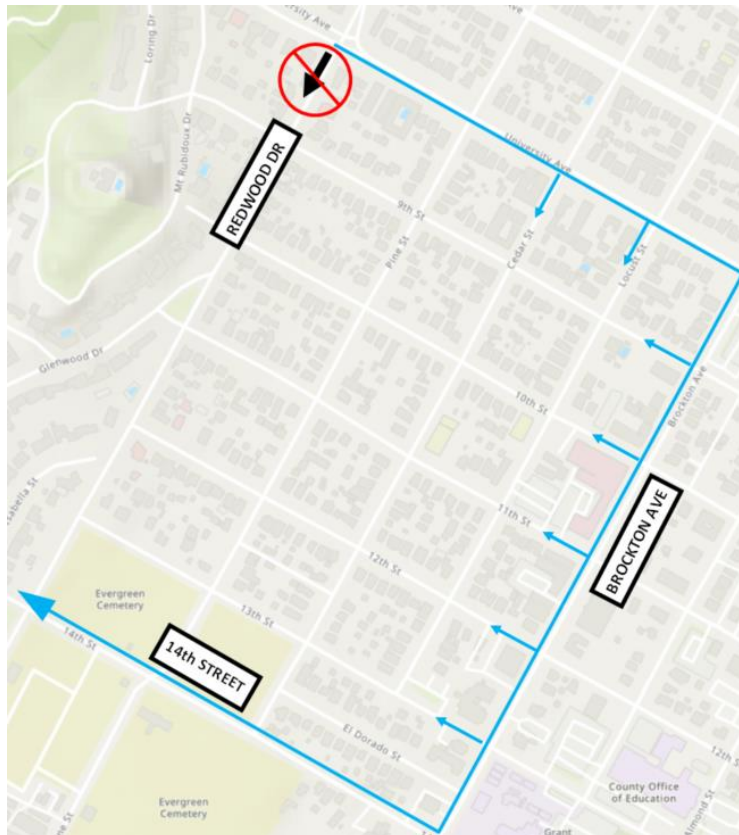 Loring Dr
University Ave
Mt Rubidoux Dr
REDWOOD DR
University Ave
9th St
Pine St
Cedar St
Locust St
Glenwood Dr
10th St
Brockton Ave
11th St
BROCKTON AVE
12th St
Evergreen
Cemetery
13th St
14th St
14th STREET
El Dorado St
12th St
County Office
of Education
Almond St
Evergreen
Cemetery
Grant